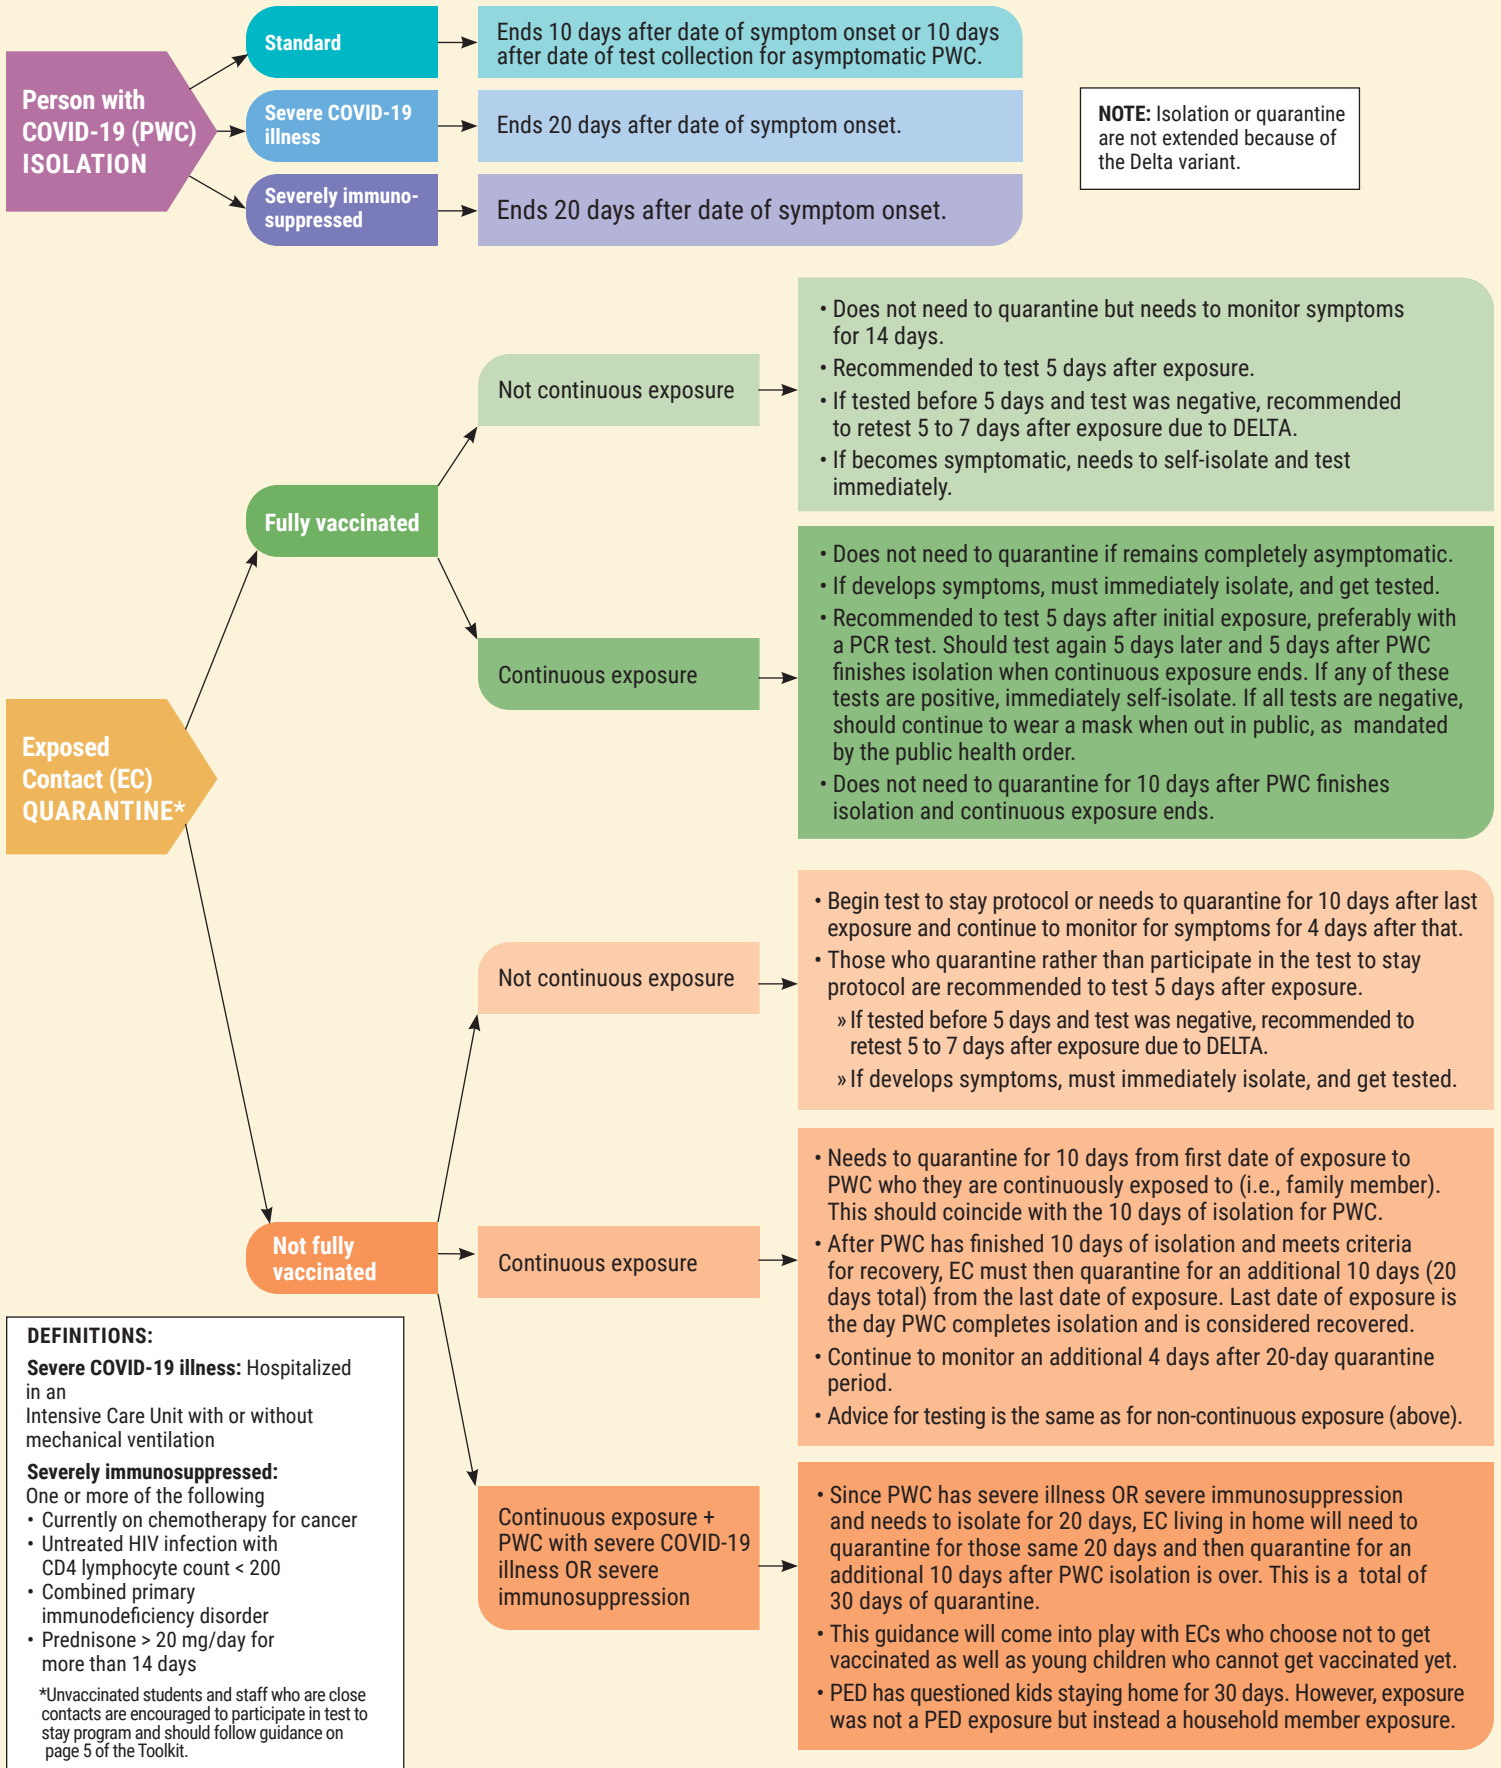 Person with
COVID-19 (PWC)
ISOLATION
Standard
Ends 10 days after date of symptom onset or 10 days
after date of test collection for asymptomatic PWC.
Severe COVID-19
illness
Ends 20 days after date of symptom onset.
Severely immuno-
suppressed
Ends 20 days after date of symptom onset.
NOTE: Isolation or quarantine
are not extended because of
the Delta variant.
Exposed
Contact (EC)
QUARANTINE*
Fully vaccinated
Not continuous exposure
• Does not need to quarantine but needs to monitor symptoms
for 14 days.
• Recommended to test 5 days after exposure.
• If tested before 5 days and test was negative, recommended
to retest 5 to 7 days after exposure due to DELTA.
• If becomes symptomatic, needs to self-isolate and test
immediately.
Continuous exposure
• Does not need to quarantine if remains completely asymptomatic.
• If develops symptoms, must immediately isolate, and get tested.
• Recommended to test 5 days after initial exposure, preferably with
a PCR test. Should test again 5 days later and 5 days after PWC
finishes isolation when continuous exposure ends. If any of these
tests are positive, immediately self-isolate. If all tests are negative,
should continue to wear a mask when out in public, as mandated
by the public health order.
• Does not need to quarantine for 10 days after PWC finishes
isolation and continuous exposure ends.
Not fully
vaccinated
Not continuous exposure
• Begin test to stay protocol or needs to quarantine for 10 days after last
exposure and continue to monitor for symptoms for 4 days after that.
• Those who quarantine rather than participate in the test to stay
protocol are recommended to test 5 days after exposure.
» If tested before 5 days and test was negative, recommended to
retest 5 to 7 days after exposure due to DELTA.
» If develops symptoms, must immediately isolate, and get tested.
Continuous exposure
• Needs to quarantine for 10 days from first date of exposure to
PWC who they are continuously exposed to (i.e., family member).
This should coincide with the 10 days of isolation for PWC.
• After PWC has finished 10 days of isolation and meets criteria
for recovery, EC must then quarantine for an additional 10 days (20
days total) from the last date of exposure. Last date of exposure is
the day PWC completes isolation and is considered recovered.
• Continue to monitor an additional 4 days after 20-day quarantine
period.
• Advice for testing is the same as for non-continuous exposure (above).
Continuous exposure +
PWC with severe COVID-19
illness OR severe
immunosuppression
• Since PWC has severe illness OR severe immunosuppression
and needs to isolate for 20 days, EC living in home will need to
quarantine for those same 20 days and then quarantine for an
additional 10 days after PWC isolation is over. This is a total of
30 days of quarantine.
• This guidance will come into play with ECs who choose not to get
vaccinated as well as young children who cannot get vaccinated yet.
• PED has questioned kids staying home for 30 days. However, exposure
was not a PED exposure but instead a household member exposure.
DEFINITIONS:
Severe COVID-19 illness: Hospitalized
in an
Intensive Care Unit with or without
mechanical ventilation
Severely immunosuppressed:
One or more of the following
• Currently on chemotherapy for cancer
• Untreated HIV infection with
CD4 lymphocyte count < 200
• Combined primary
immunodeficiency disorder
• Prednisone > 20 mg/day for
more than 14 days
*Unvaccinated students and staff who are close
contacts are encouraged to participate in test to
stay program and should follow guidance on
page 5 of the Toolkit.